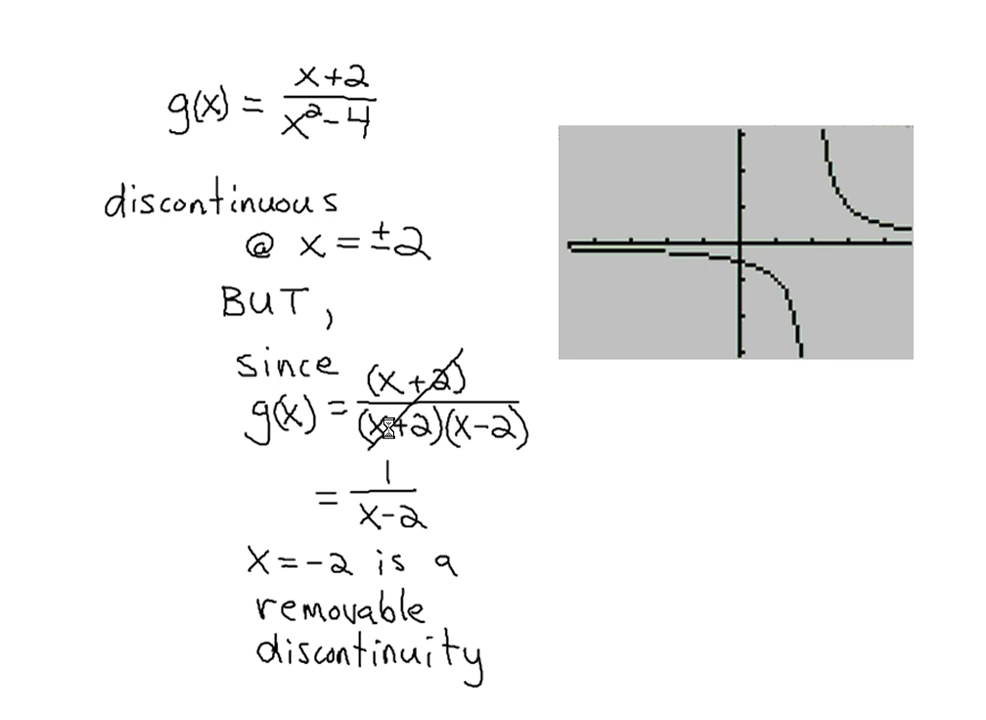 g(x) = x+2 / x²-4
discontinuous
@ x = ±2
BUT,
since
g(x) = (x+2) / (x+2)(x-2)
= 1 / x-2
x = -2 is a
removable
discontinuity